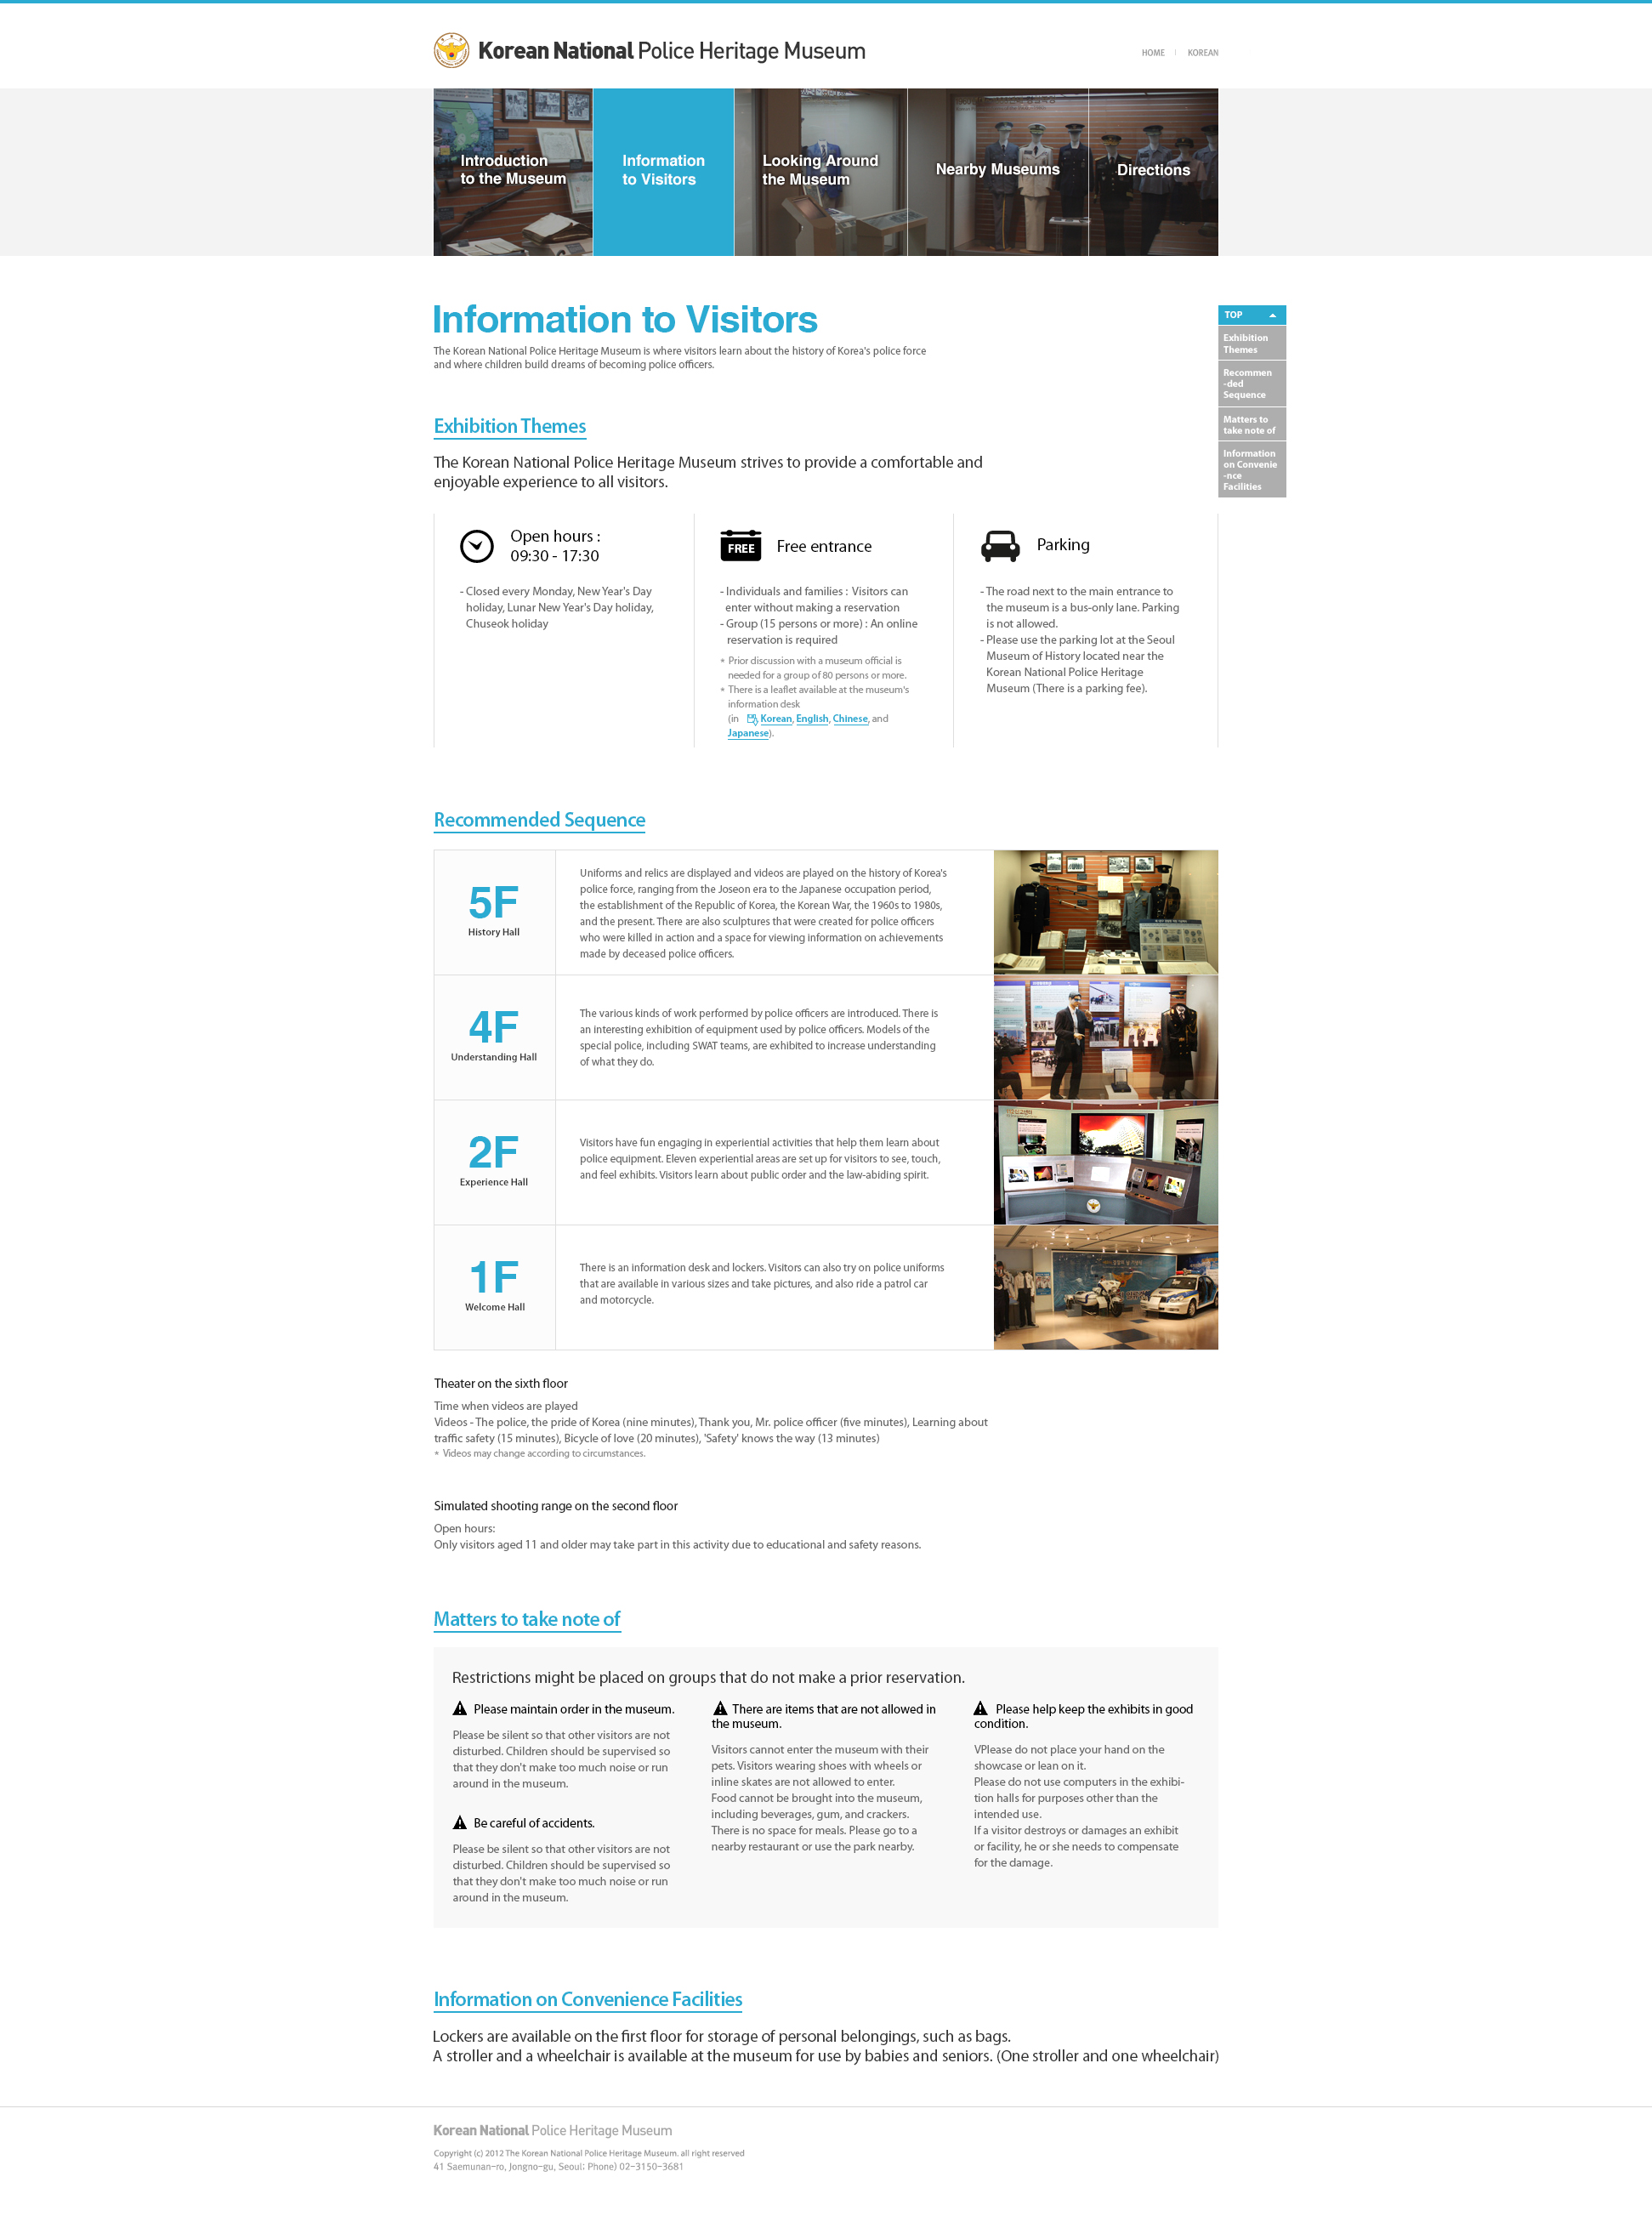 Korean National Police Heritage Museum
HOME
KOREAN
Introduction
to the Museum
Information
to Visitors
Looking Around
the Museum
Nearby Museums
Directions
Information to Visitors
The Korean National Police Heritage Museum is where visitors learn about the history of Korea's police force
and where children build dreams of becoming police officers.
TOP
Exhibition
Themes
Recommen
-ded
Sequence
Matters to
take note of
Information
on Convenie
-nce
Facilities
Exhibition Themes
The Korean National Police Heritage Museum strives to provide a comfortable and
enjoyable experience to all visitors.
Open hours :
09:30 - 17:30
- Closed every Monday, New Year's Day
holiday, Lunar New Year's Day holiday,
Chuseok holiday
FREE
Free entrance
- Individuals and families : Visitors can
enter without making a reservation
- Group (15 persons or more) : An online
reservation is required
* Prior discussion with a museum official is
needed for a group of 80 persons or more.
* There is a leaflet available at the museum's
information desk
(in Korean, English, Chinese, and
Japanese).
Parking
- The road next to the main entrance to
the museum is a bus-only lane. Parking
is not allowed.
- Please use the parking lot at the Seoul
Museum of History located near the
Korean National Police Heritage
Museum (There is a parking fee).
Recommended Sequence
5F
History Hall
Uniforms and relics are displayed and videos are played on the history of Korea's
police force, ranging from the Joseon era to the Japanese occupation period,
the establishment of the Republic of Korea, the Korean War, the 1960s to 1980s,
and the present. There are also sculptures that were created for police officers
who were killed in action and a space for viewing information on achievements
made by deceased police officers.
4F
Understanding Hall
The various kinds of work performed by police officers are introduced. There is
an interesting exhibition of equipment used by police officers. Models of the
special police, including SWAT teams, are exhibited to increase understanding
of what they do.
2F
Experience Hall
Visitors have fun engaging in experiential activities that help them learn about
police equipment. Eleven experiential areas are set up for visitors to see, touch,
and feel exhibits. Visitors learn about public order and the law-abiding spirit.
1F
Welcome Hall
There is an information desk and lockers. Visitors can also try on police uniforms
that are available in various sizes and take pictures, and also ride a patrol car
and motorcycle.
Theater on the sixth floor
Time when videos are played
Videos - The police, the pride of Korea (nine minutes), Thank you, Mr. police officer (five minutes), Learning about
traffic safety (15 minutes), Bicycle of love (20 minutes), 'Safety' knows the way (13 minutes)
* Videos may change according to circumstances.
Simulated shooting range on the second floor
Open hours:
Only visitors aged 11 and older may take part in this activity due to educational and safety reasons.
Matters to take note of
Restrictions might be placed on groups that do not make a prior reservation.
Please maintain order in the museum.
Please be silent so that other visitors are not
disturbed. Children should be supervised so
that they don't make too much noise or run
around in the museum.
Be careful of accidents.
Please be silent so that other visitors are not
disturbed. Children should be supervised so
that they don't make too much noise or run
around in the museum.
There are items that are not allowed in
the museum.
Visitors cannot enter the museum with their
pets. Visitors wearing shoes with wheels or
inline skates are not allowed to enter.
Food cannot be brought into the museum,
including beverages, gum, and crackers.
There is no space for meals. Please go to a
nearby restaurant or use the park nearby.
Please help keep the exhibits in good
condition.
VPlease do not place your hand on the
showcase or lean on it.
Please do not use computers in the exhibi-
tion halls for purposes other than the
intended use.
If a visitor destroys or damages an exhibit
or facility, he or she needs to compensate
for the damage.
Information on Convenience Facilities
Lockers are available on the first floor for storage of personal belongings, such as bags.
A stroller and a wheelchair is available at the museum for use by babies and seniors. (One stroller and one wheelchair)
Korean National Police Heritage Museum
Copyright (c) 2012 The Korean National Police Heritage Museum. all right reserved
41 Saemunan-ro, Jongno-gu, Seoul; Phone) 02-3150-3681